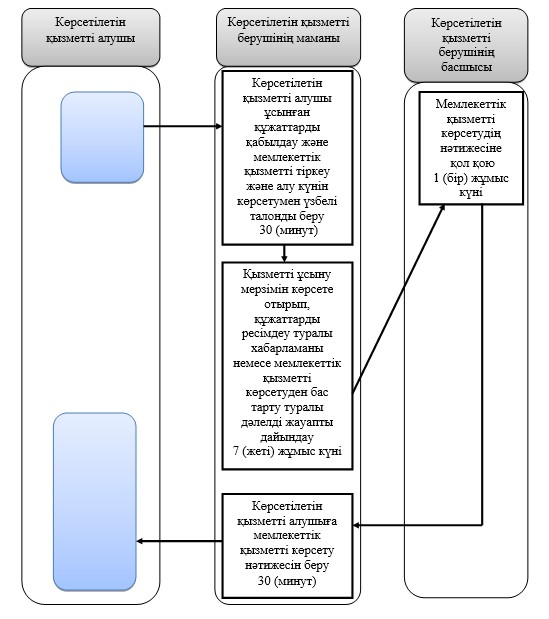 Көрсетілетін
қызметті алушы
Көрсетілетін қызметті
берушінің маманы
Көрсетілетін
қызметті
берушінің
басшысы
Көрсетілетін
қызметті алушы
ұсынған
құжаттарды
қабылдау және
мемлекеттік
қызметті тіркеу
және алу күнін
көрсетумен үзбелі
талонды беру
30 (минут)
Мемлекеттік
қызметті
көрсетудің
нәтижесіне
қол қою
1 (бір) жұмыс
күні
Қызметті ұсыну
мерзімін көрсете
отырып,
құжаттарды
ресімдеу туралы
хабарламаны
немесе мемлекеттік
қызметті
көрсетуден бас
тарту туралы
дәлелді жауапты
дайындау
7 (жеті) жұмыс күні
Көрсетілетін
қызметті алушыға
мемлекеттік
қызметті көрсету
нәтижесін беру
30 (минут)